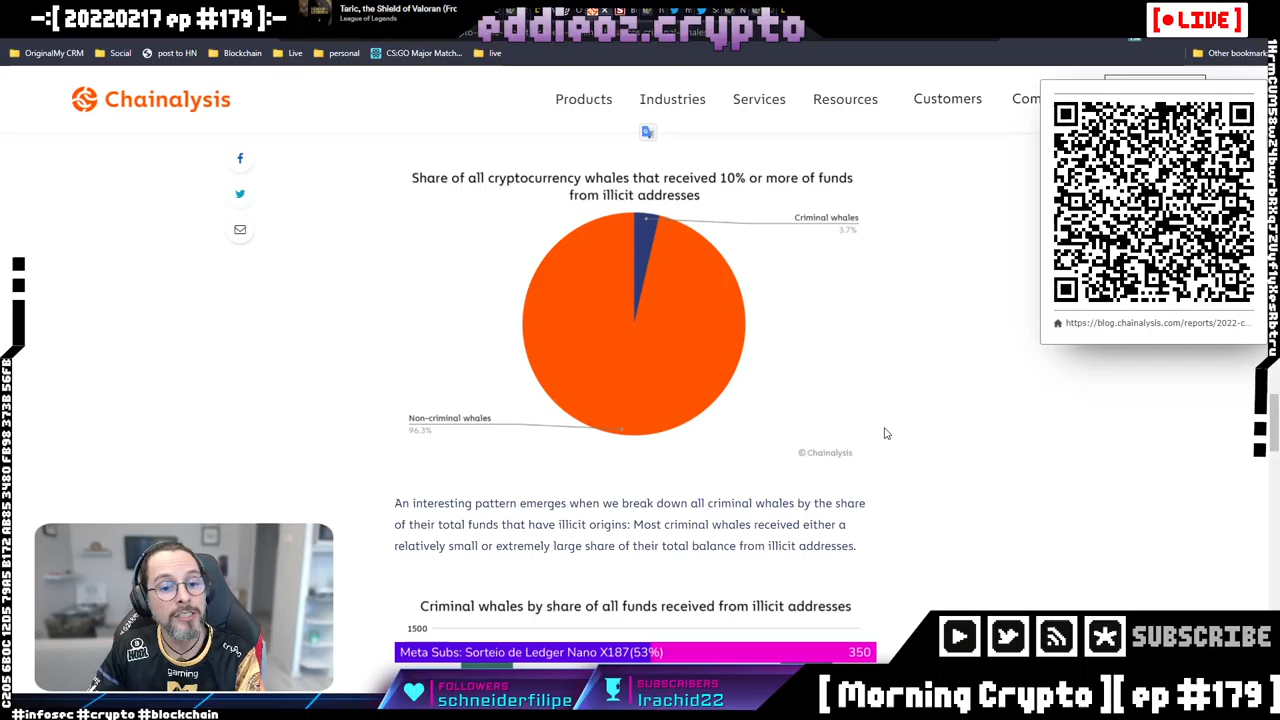 -:[ 20220217 ep #179 ]:-
Taric, the Shield of Valoran (Fr
League of Legends
eddieoz.crypto
[● LIVE ]
OriginalMy CRM
Social
post to HN
Blockchain
Live
personal
CS:GO Major Match...
live
Other bookmark
Chainalysis
Products
Industries
Services
Resources
Customers
Com
https://blog.chainalysis.com/reports/2022-c...
Share of all cryptocurrency whales that received 10% or more of funds
from illicit addresses
Criminal whales
3.7%
Non-criminal whales
96.3%
© Chainalysis
An interesting pattern emerges when we break down all criminal whales by the share
of their total funds that have illicit origins: Most criminal whales received either a
relatively small or extremely large share of their total balance from illicit addresses.
Criminal whales by share of all funds received from illicit addresses
1500
Meta Subs: Sorteio de Ledger Nano X187(53%)
350
FOLLOWERS
schneiderfilipe
SUBSCRIBERS
lrachid22
SUBSCRIBE
[ Morning Crypto ][ ep #179 ]
#infosec #crypto #blockchain